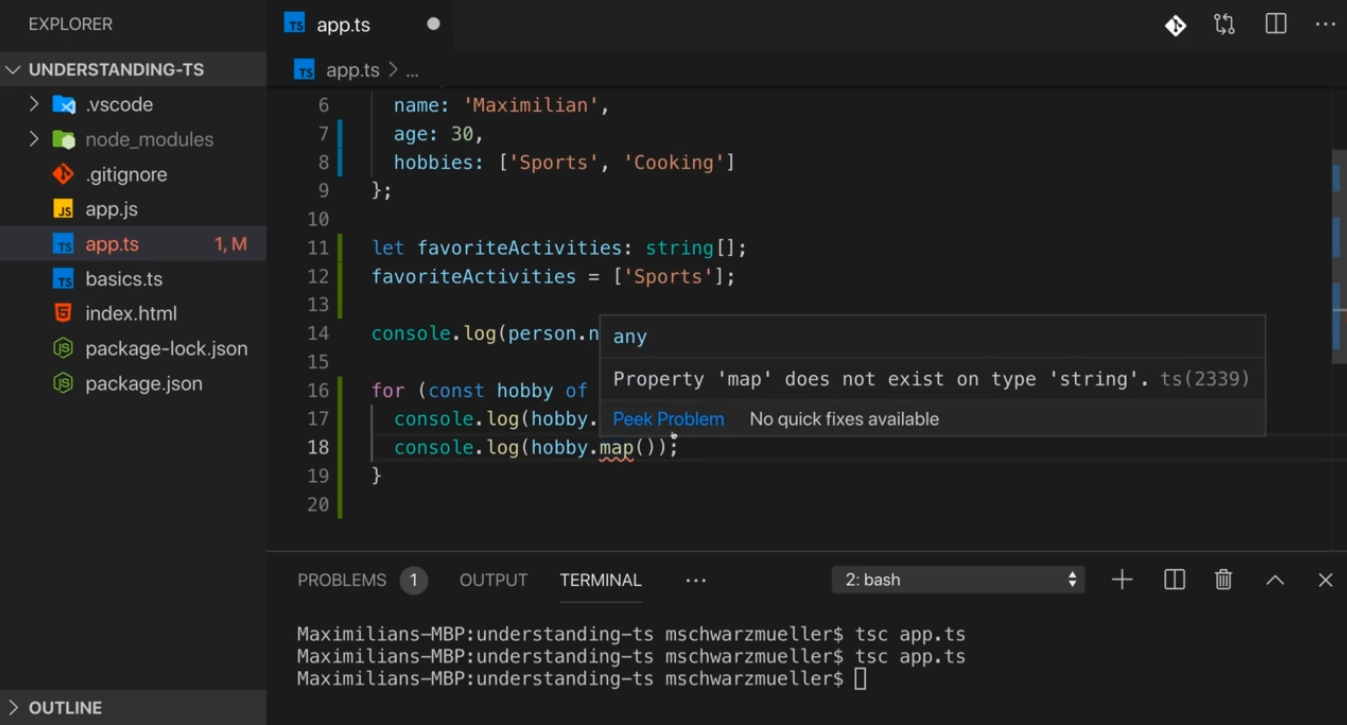 EXPLORER
UNDERSTANDING-TS
.vscode
node_modules
.gitignore
JS app.js
TS app.ts 1, M
TS basics.ts
index.html
package-lock.json
package.json
OUTLINE
TS app.ts
TS app.ts > ...
6 name: 'Maximilian',
7 age: 30,
8 hobbies: ['Sports', 'Cooking']
9 };
10
11 let favoriteActivities: string[];
12 favoriteActivities = ['Sports'];
13
14 console.log(person.n
15
16 for (const hobby of
17 console.log(hobby.
18 console.log(hobby.map());
19 }
20
any
Property 'map' does not exist on type 'string'. ts(2339)
Peek Problem No quick fixes available
PROBLEMS 1 OUTPUT TERMINAL ... 2: bash
Maximilians-MBP:understanding-ts mschwarzmueller$ tsc app.ts
Maximilians-MBP:understanding-ts mschwarzmueller$ tsc app.ts
Maximilians-MBP:understanding-ts mschwarzmueller$